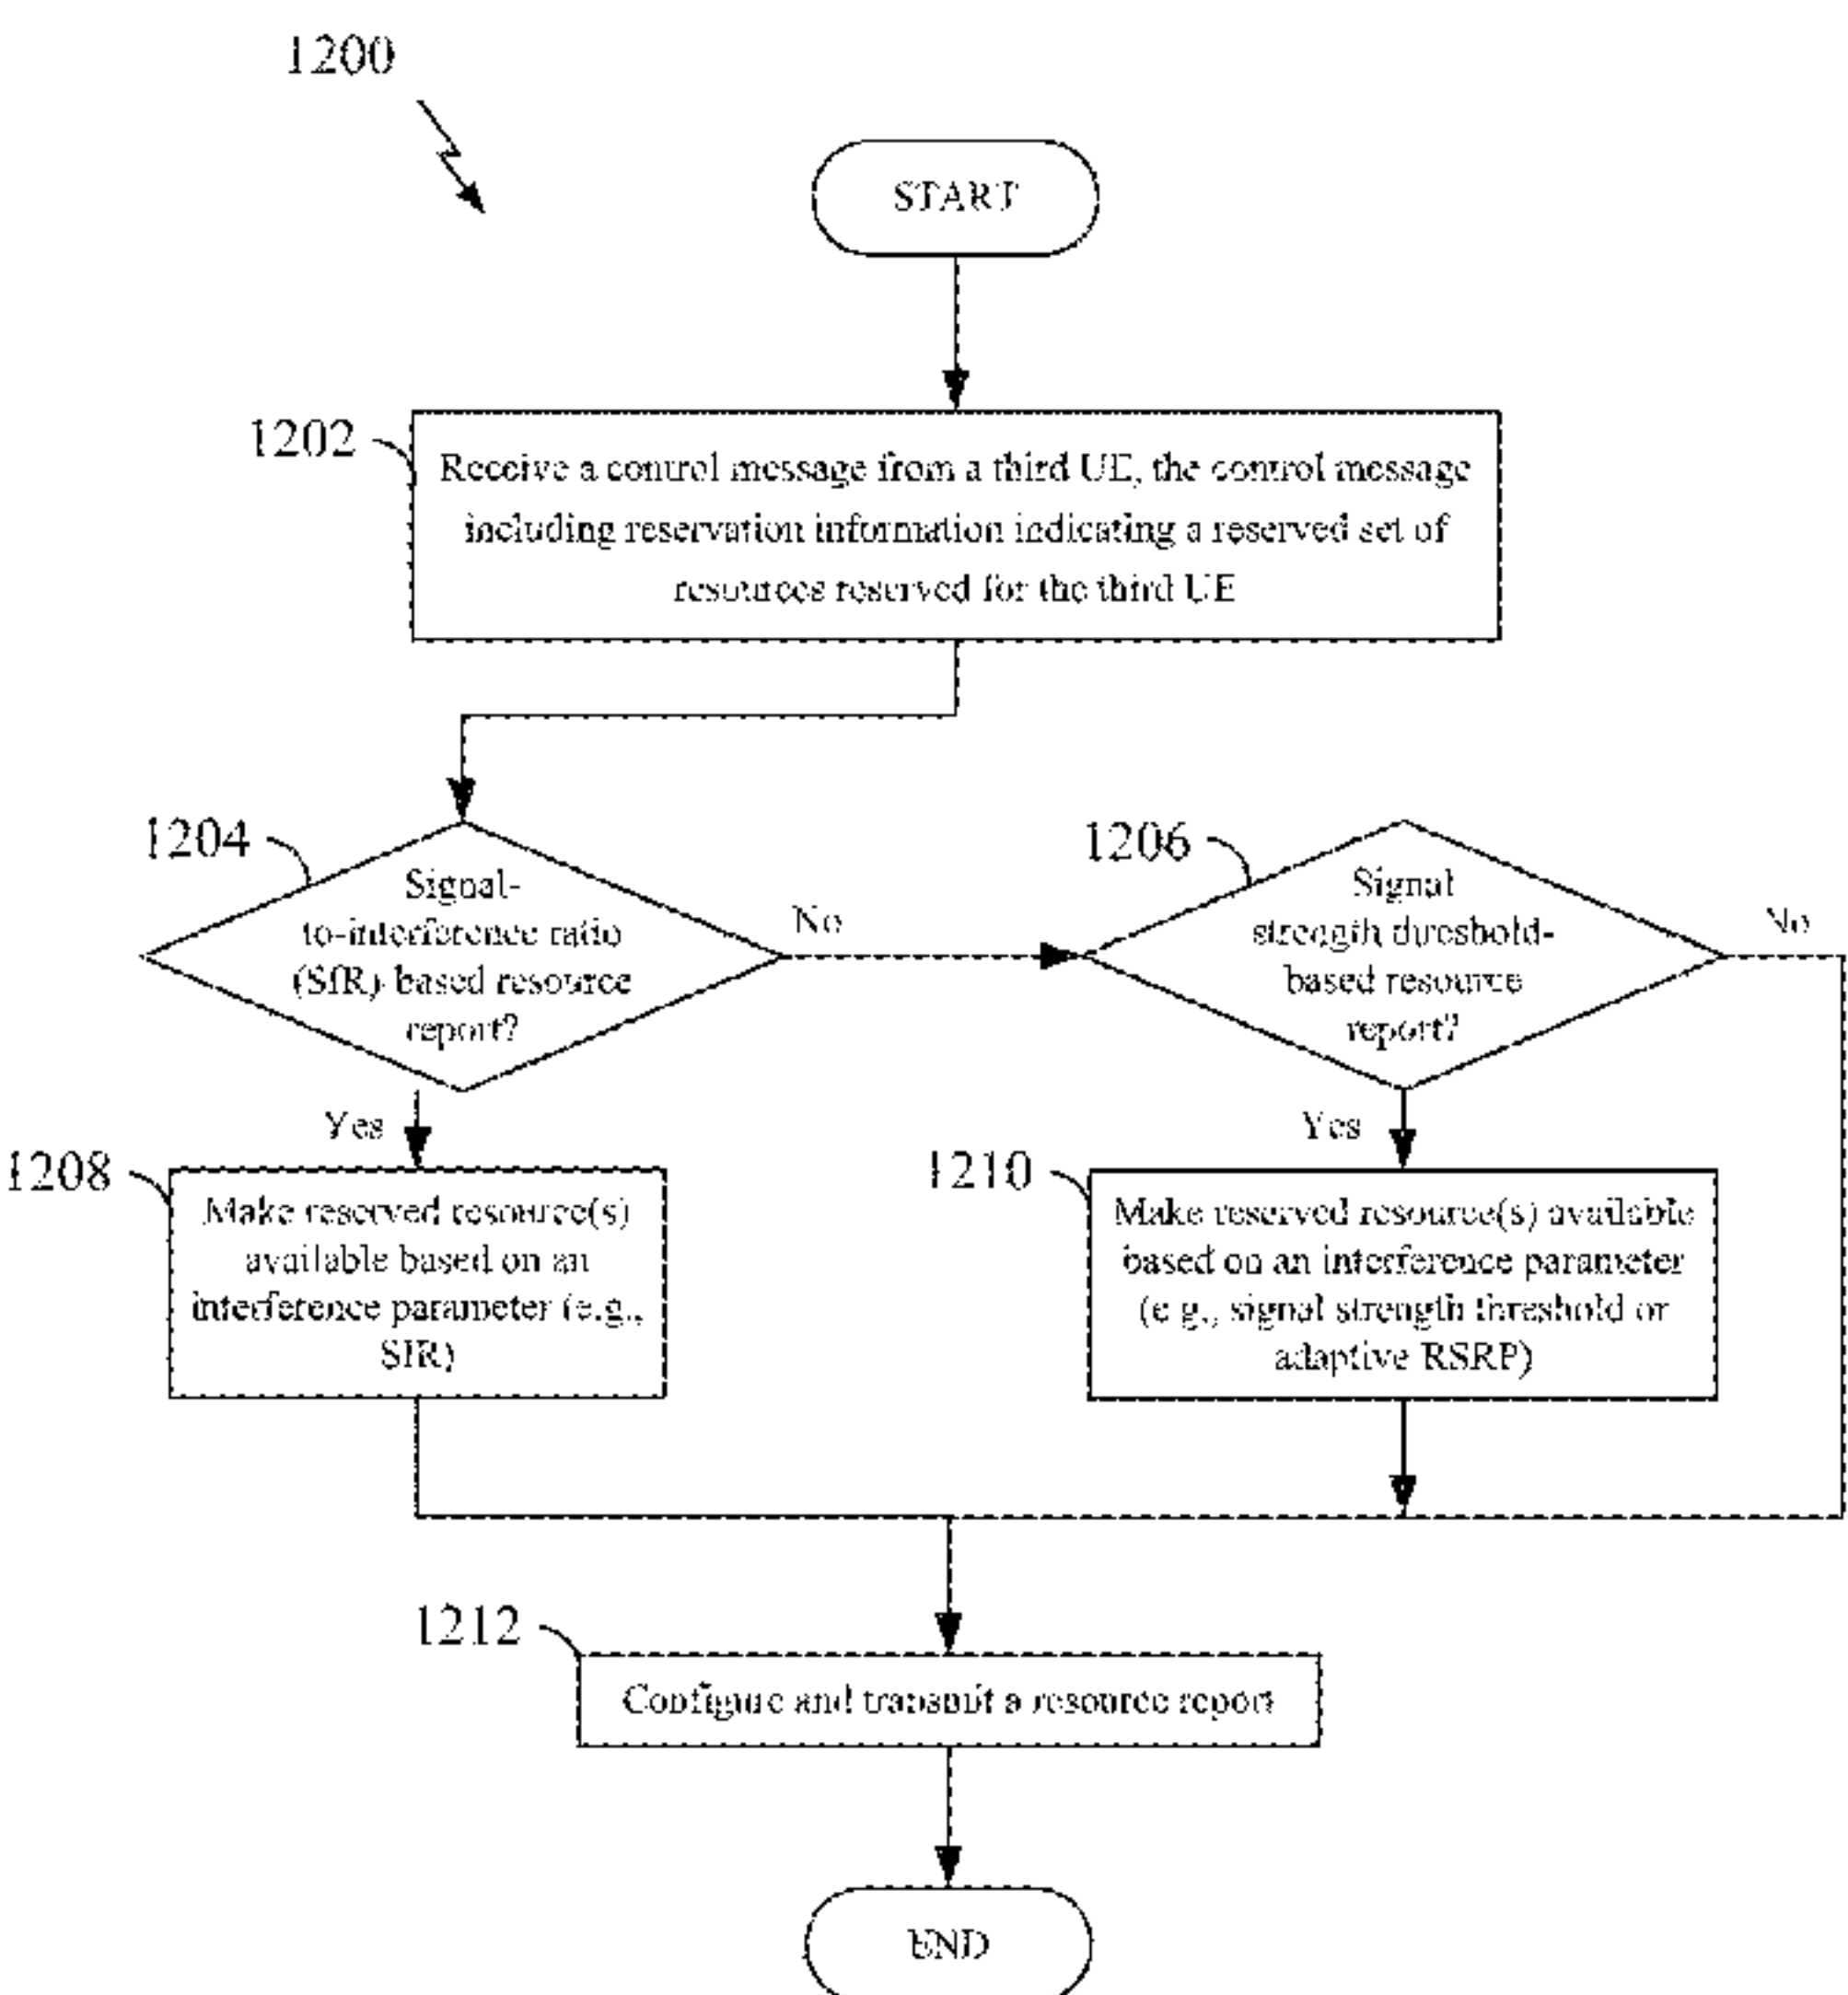 1200
START
1202
Receive a control message from a third UE, the control message
including reservation information indicating a reserved set of
resources reserved for the third UE
1204
Signal-
to-interference ratio
(SIR)-based resource
report?
No
1206
Signal
strength threshold-
based resource
report?
No
Yes
Yes
1208
Make reserved resource(s)
available based on an
interference parameter (e.g.,
SIR)
1210
Make reserved resource(s) available
based on an interference parameter
(e.g., signal strength threshold or
adaptive RSRP)
1212
Configure and transmit a resource report
END